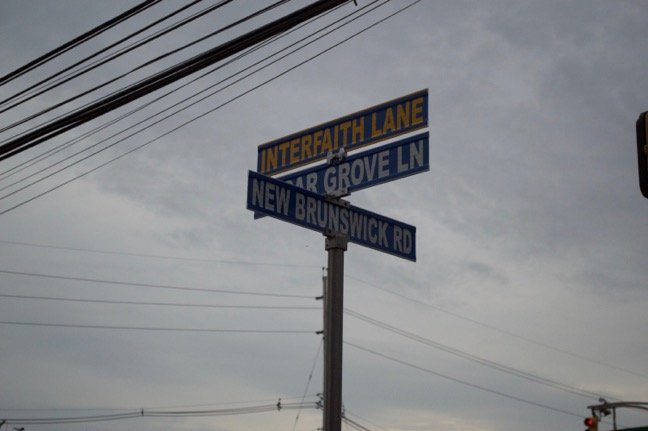 INTERFAITH LANE
GROVE LN
NEW BRUNSWICK RD